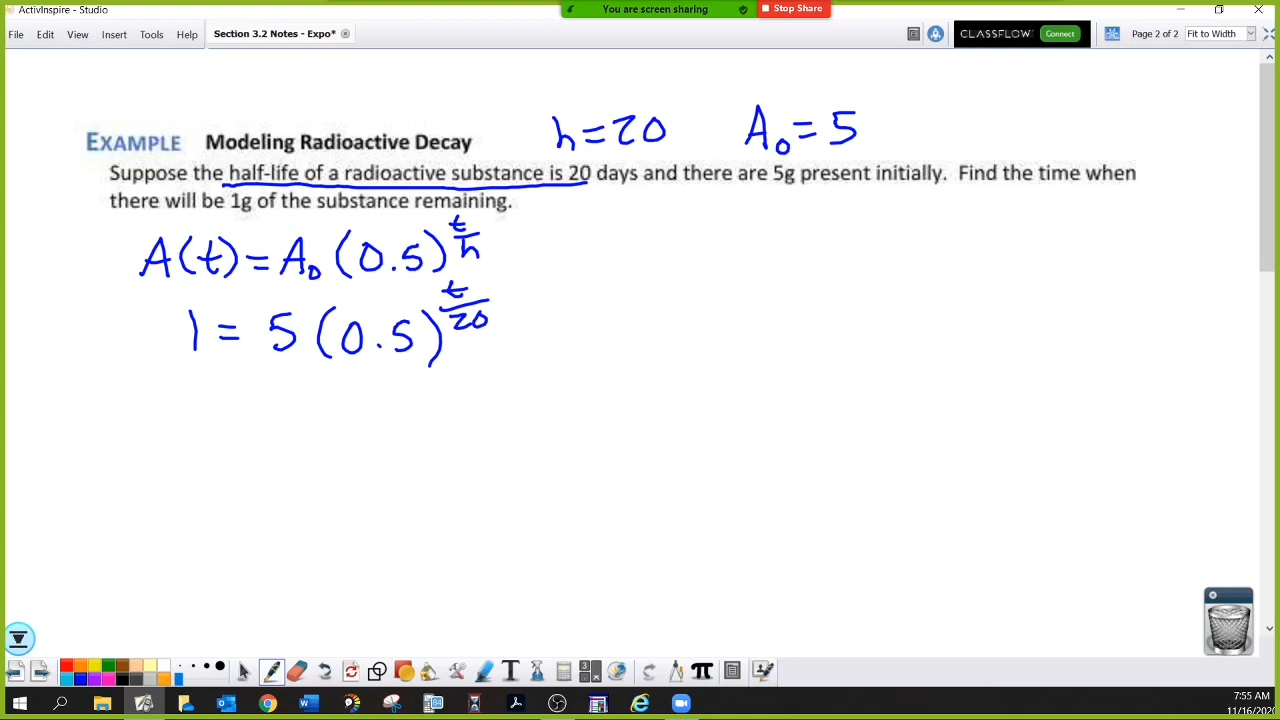 ActivInspire - Studio
You are screen sharing
Stop Share
File Edit View Insert Tools Help
Section 3.2 Notes - Expo*
CLASSFLOW Connect
Page 2 of 2
Fit to Width
h=20 A₀=5
EXAMPLE Modeling Radioactive Decay
Suppose the half-life of a radioactive substance is 20 days and there are 5g present initially. Find the time when
there will be 1g of the substance remaining.
A(t)=A₀(0.5)^(t/h)
1=5(0.5)^(t/20)
7:55 AM
11/16/2020